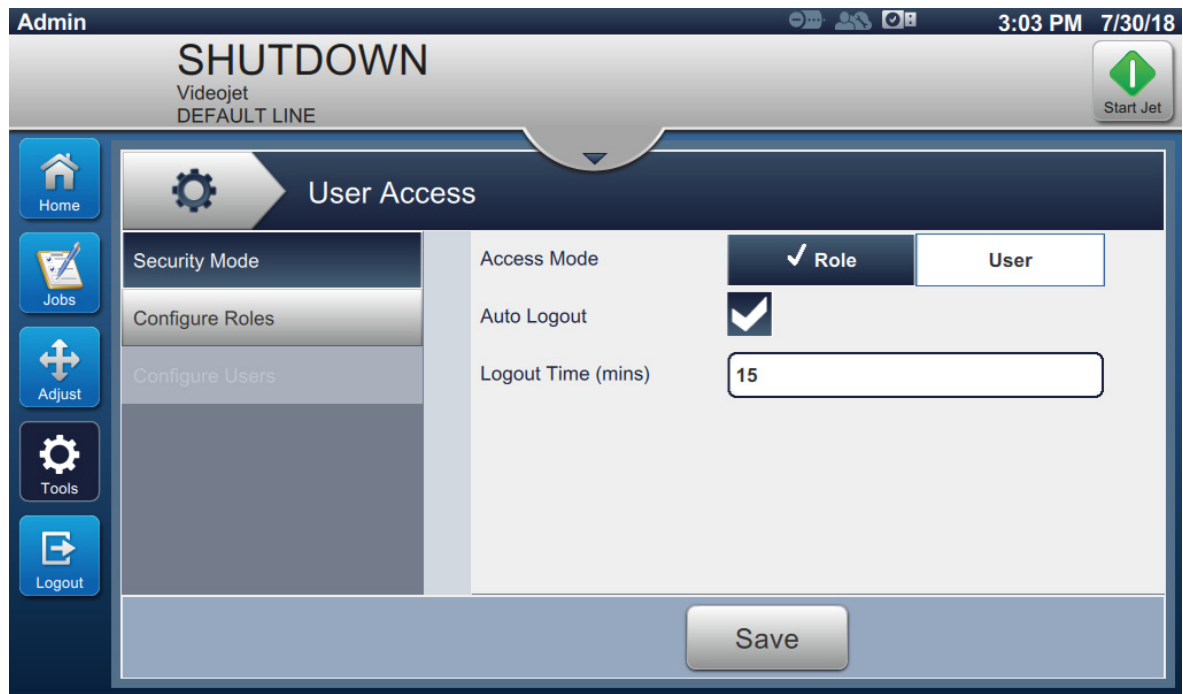 Admin
3:03 PM 7/30/18
SHUTDOWN
Videojet
DEFAULT LINE
Start Jet
Home
Jobs
Adjust
Tools
Logout
User Access
Security Mode
Configure Roles
Configure Users
Access Mode
Role
User
Auto Logout
Logout Time (mins)
15
Save